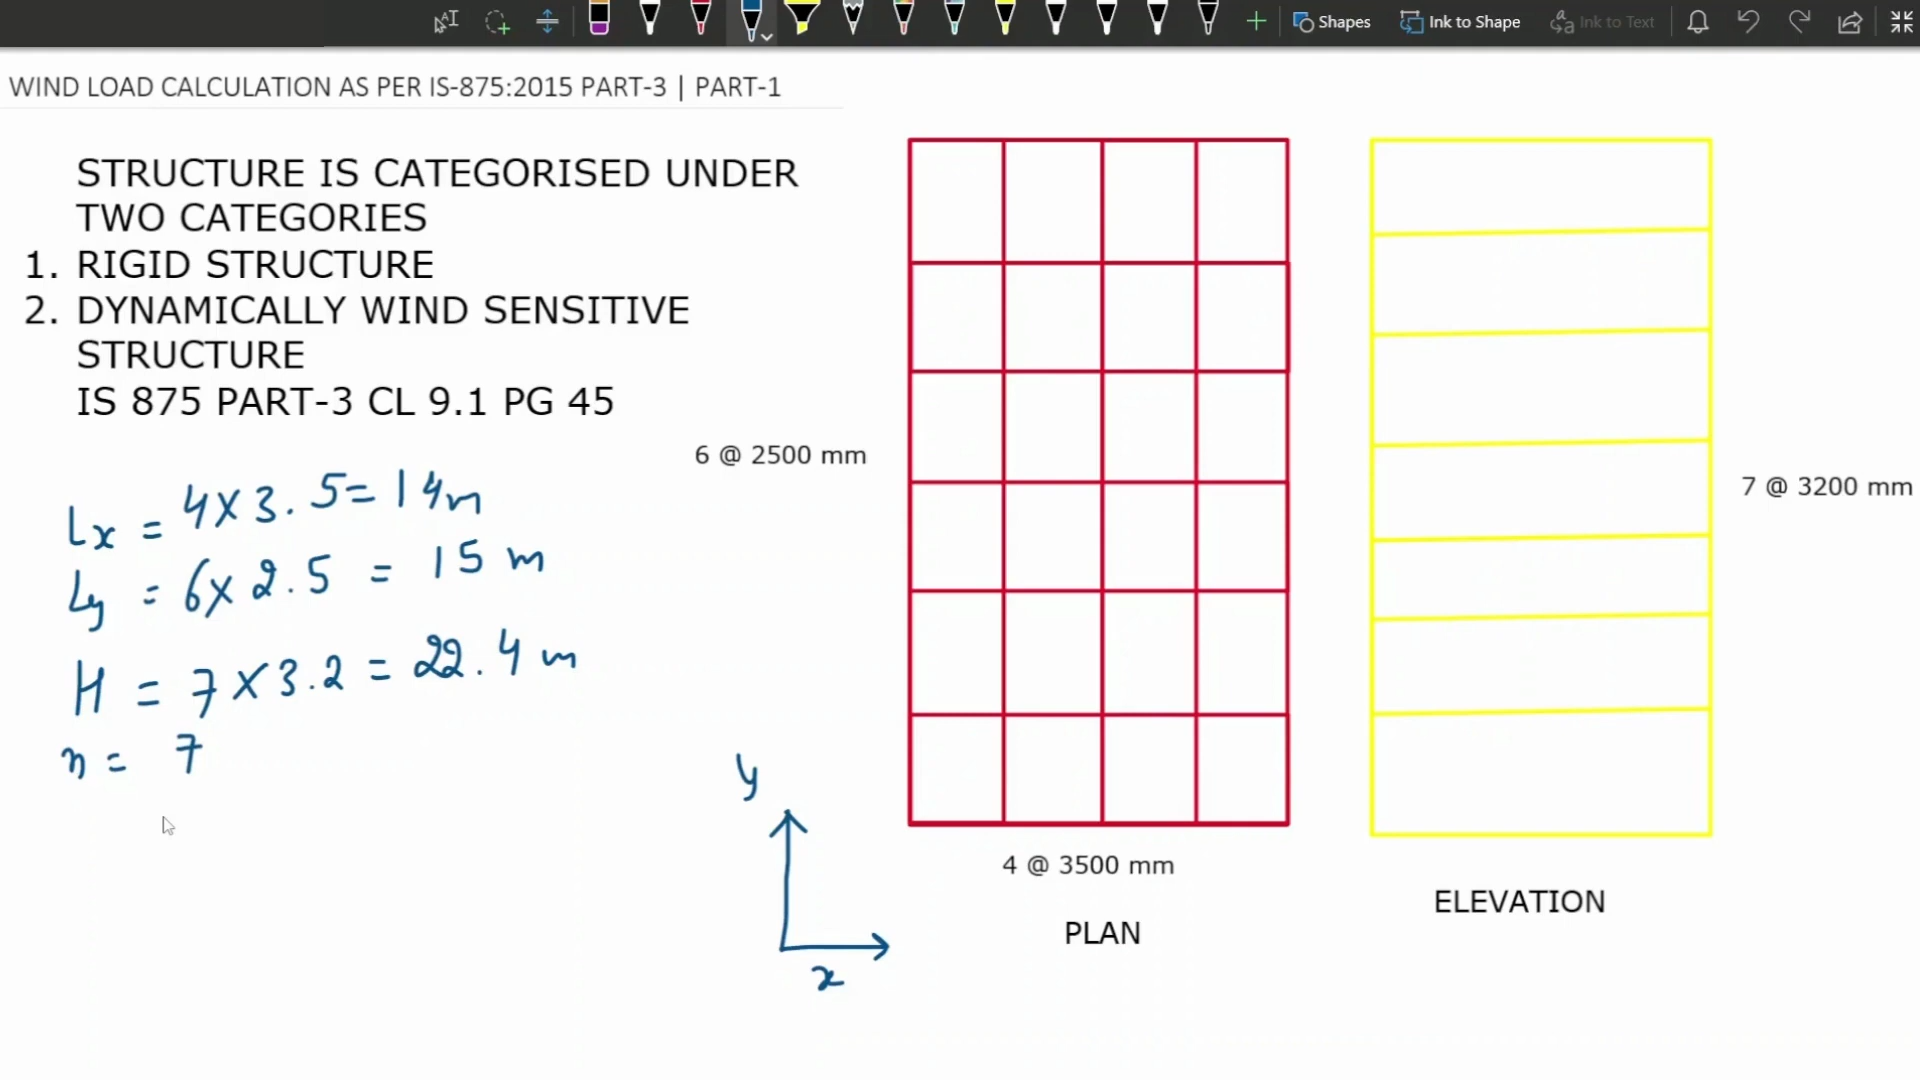 Shapes
Ink to Shape
Ink to Text
WIND LOAD CALCULATION AS PER IS-875:2015 PART-3 | PART-1
STRUCTURE IS CATEGORISED UNDER
TWO CATEGORIES
1. RIGID STRUCTURE
2. DYNAMICALLY WIND SENSITIVE
STRUCTURE
IS 875 PART-3 CL 9.1 PG 45
Lx = 4x3.5=14m
Ly = 6x2.5 = 15 m
H = 7x3.2 = 22.4 m
n = 7
y
x
6 @ 2500 mm
4 @ 3500 mm
PLAN
7 @ 3200 mm
ELEVATION